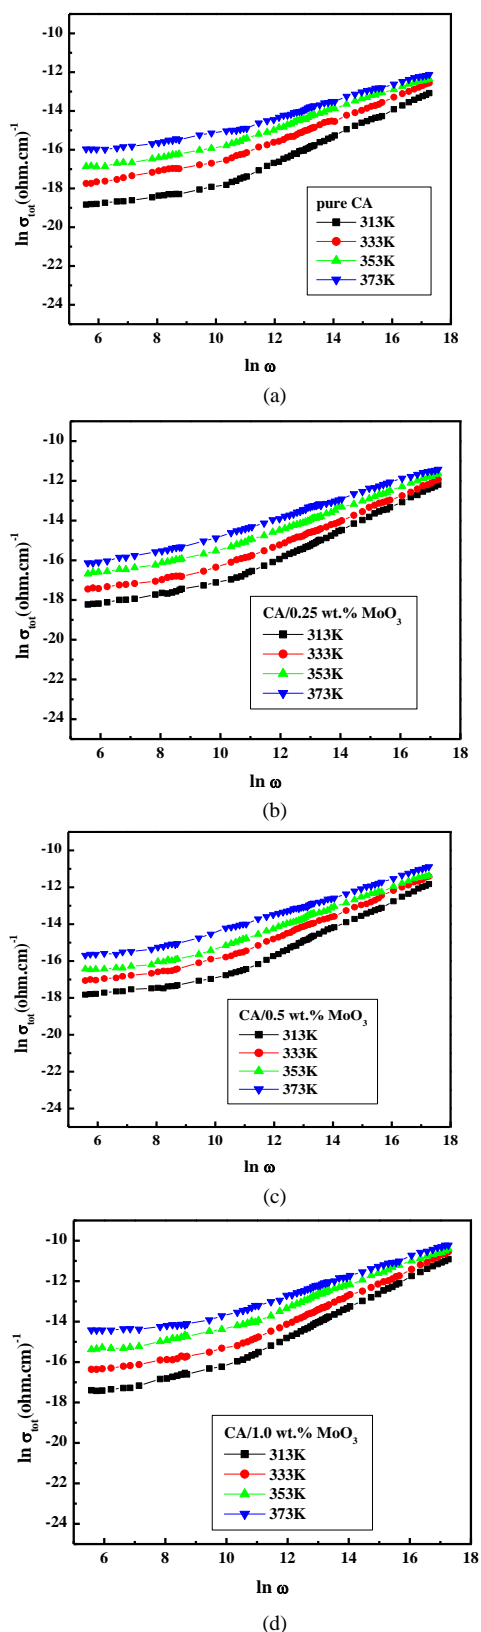 -10
-12
-14
-16
-18
-20
-22
-24
ln σtot(ohm.cm)-1
pure CA
313K
333K
353K
373K
6 8 10 12 14 16 18
ln ω
(a)
-10
-12
-14
-16
-18
-20
-22
-24
ln σtot(ohm.cm)-1
CA/0.25 wt.% MoO3
313K
333K
353K
373K
6 8 10 12 14 16 18
ln ω
(b)
-10
-12
-14
-16
-18
-20
-22
-24
ln σtot(ohm.cm)-1
CA/0.5 wt.% MoO3
313K
333K
353K
373K
6 8 10 12 14 16 18
ln ω
(c)
-10
-12
-14
-16
-18
-20
-22
-24
ln σtot(ohm.cm)-1
CA/1.0 wt.% MoO3
313K
333K
353K
373K
6 8 10 12 14 16 18
ln ω
(d)